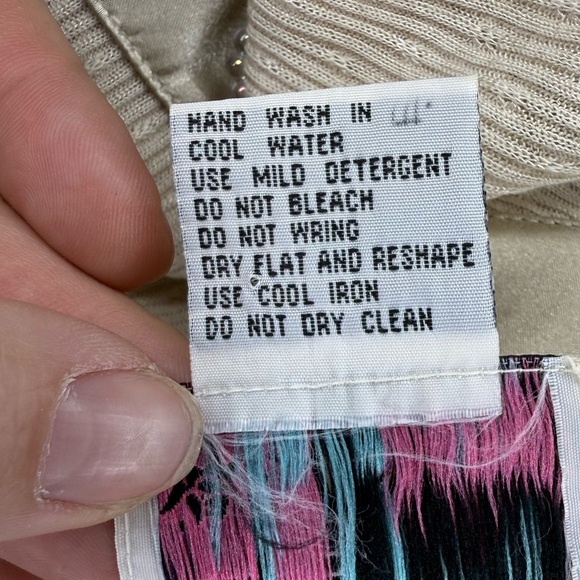 HAND WASH IN
COOL WATER
USE MILD DETERGENT
DO NOT BLEACH
DO NOT WRING
DRY FLAT AND RESHAPE
USE COOL IRON
DO NOT DRY CLEAN